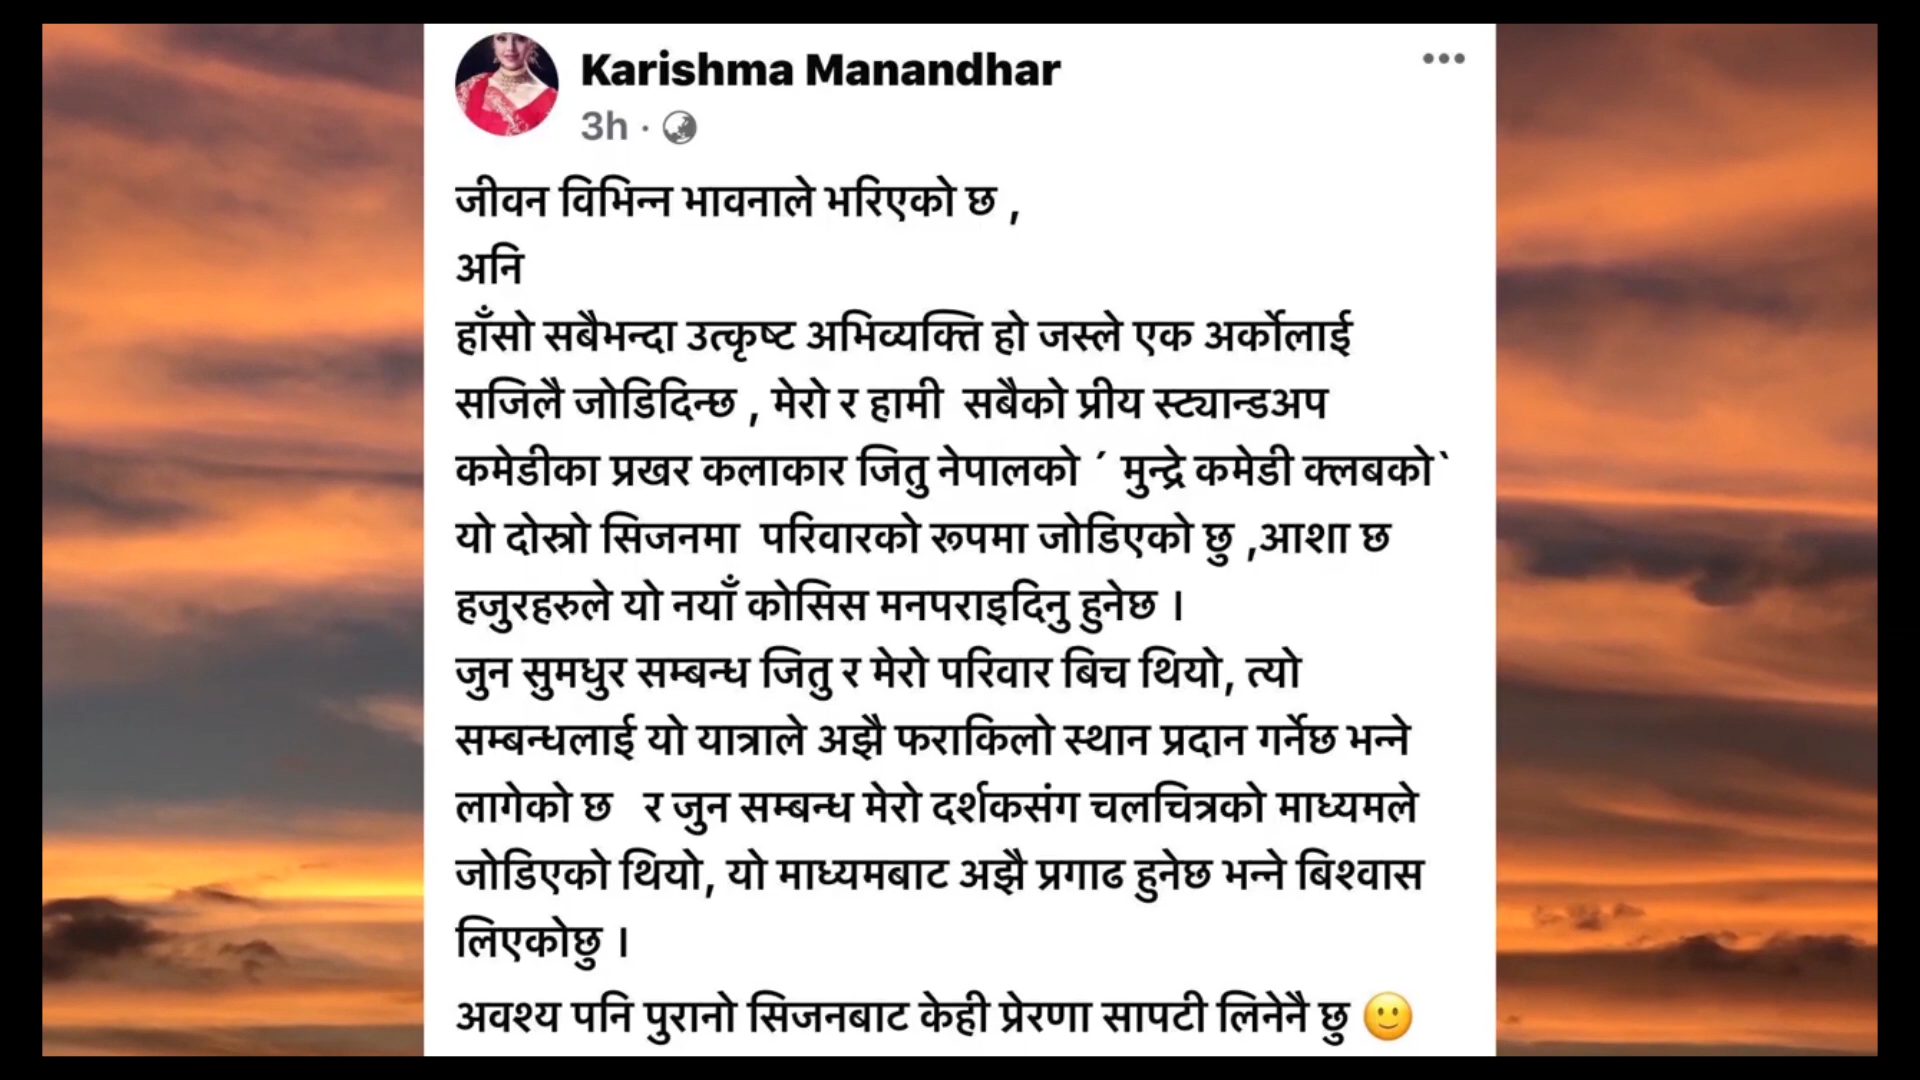 Karishma Manandhar
3h ·
जीवन विभिन्न भावनाले भरिएको छ ,
अनि
हाँसो सबैभन्दा उत्कृष्ट अभिव्यक्ति हो जस्ले एक अर्कोलाई
सजिलै जोडिदिन्छ , मेरो र हामी सबैको प्रीय स्ट्यान्डअप
कमेडीका प्रखर कलाकार जितु नेपालको ´ मुन्द्रे कमेडी क्लबको`
यो दोस्रो सिजनमा परिवारको रूपमा जोडिएको छु ,आशा छ
हजुरहरुले यो नयाँ कोसिस मनपराइदिनु हुनेछ ।
जुन सुमधुर सम्बन्ध जितु र मेरो परिवार बिच थियो, त्यो
सम्बन्धलाई यो यात्राले अझै फराकिलो स्थान प्रदान गर्नेछ भन्ने
लागेको छ र जुन सम्बन्ध मेरो दर्शकसंग चलचित्रको माध्यमले
जोडिएको थियो, यो माध्यमबाट अझै प्रगाढ हुनेछ भन्ने बिश्वास
लिएकोछु ।
अवश्य पनि पुरानो सिजनबाट केही प्रेरणा सापटी लिनेनै छु 🙂